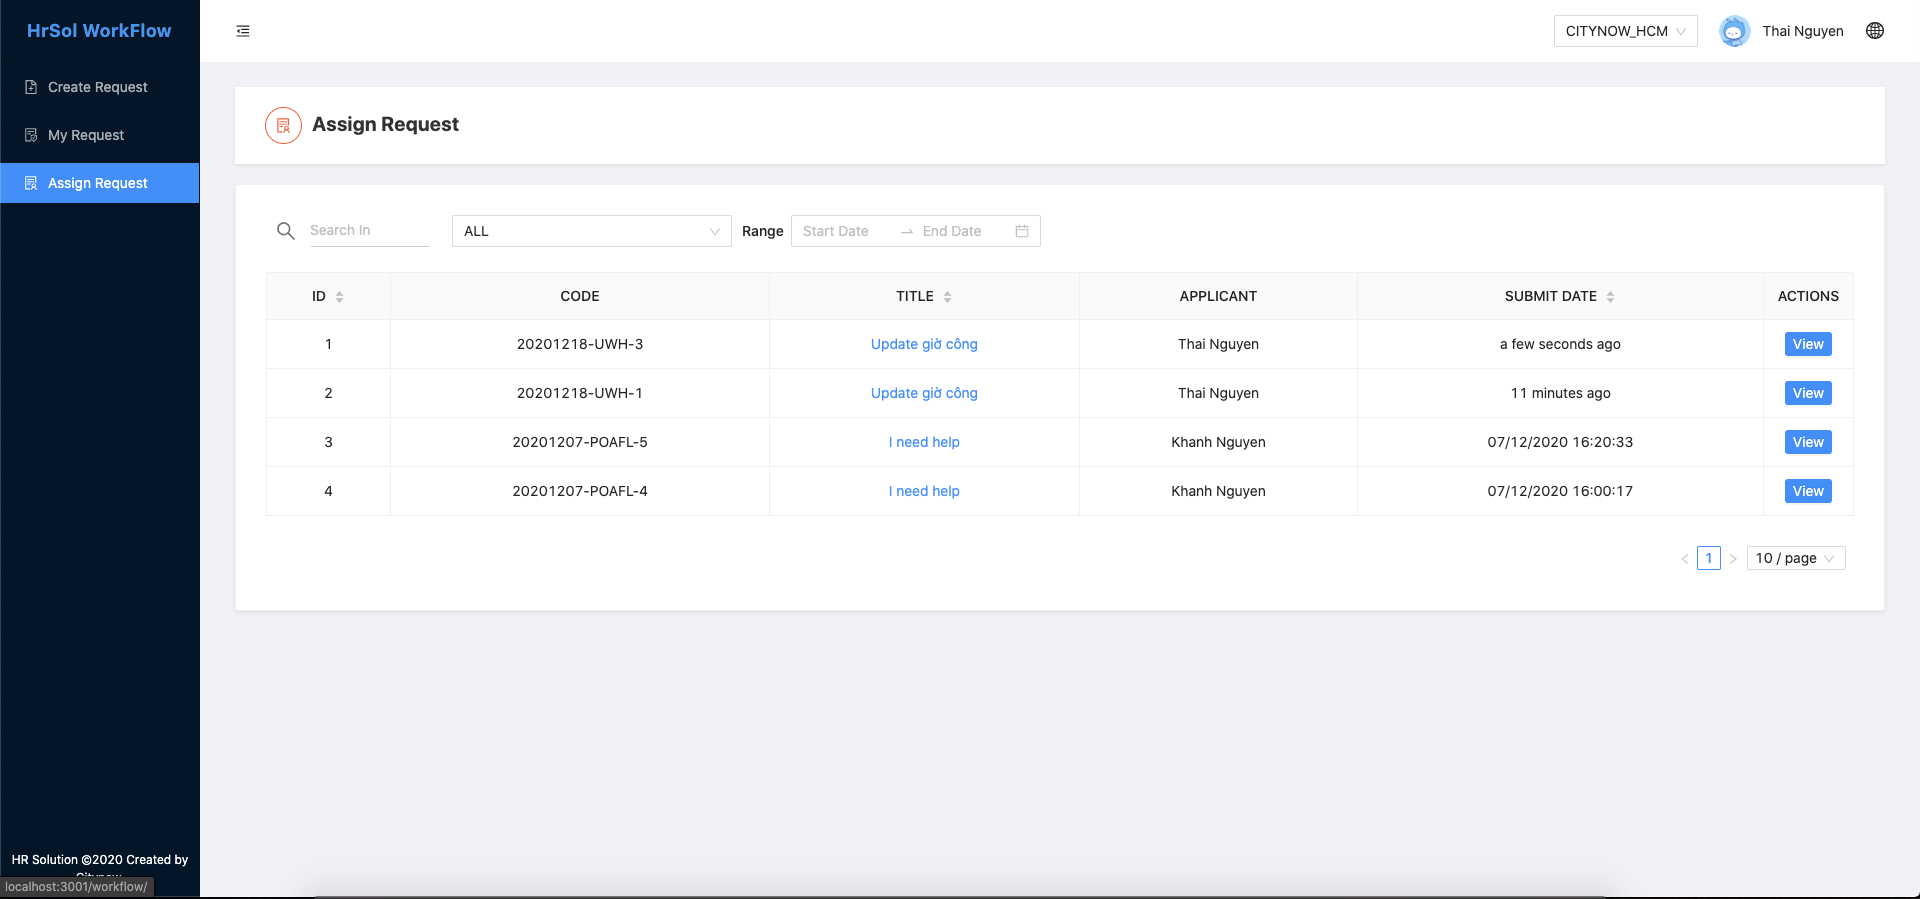 HrSol WorkFlow
CITYNOW_HCM
Thai Nguyen
Create Request
My Request
Assign Request
Assign Request
Search In
ALL
Range
Start Date
End Date
ID CODE TITLE APPLICANT SUBMIT DATE ACTIONS
1 20201218-UWH-3 Update giờ công Thai Nguyen a few seconds ago View
2 20201218-UWH-1 Update giờ công Thai Nguyen 11 minutes ago View
3 20201207-POAFL-5 I need help Khanh Nguyen 07/12/2020 16:20:33 View
4 20201207-POAFL-4 I need help Khanh Nguyen 07/12/2020 16:00:17 View
1
10 / page
HR Solution ©2020 Created by
Citynow
localhost:3001/workflow/